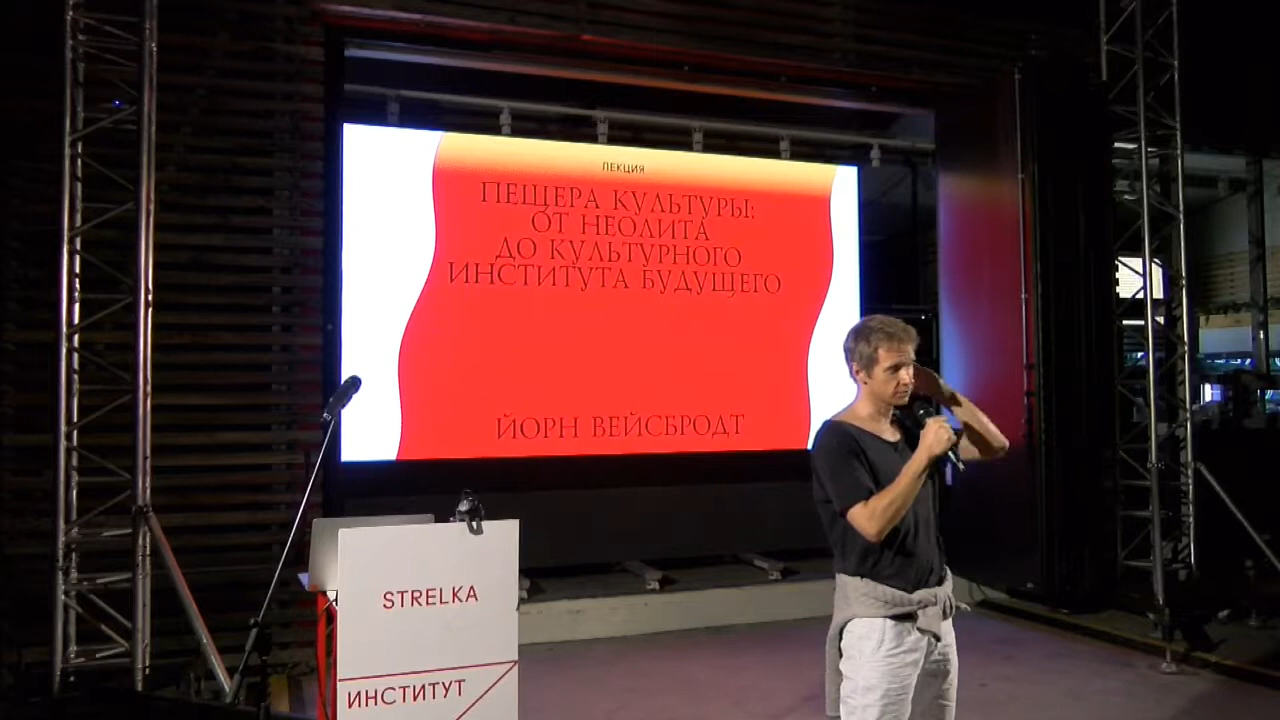 ЛЕКЦИЯ
ПЕЩЕРА КУЛЬТУРЫ:
ОТ НЕОЛИТА
ДО КУЛЬТУРНОГО
ИНСТИТУТА БУДУЩЕГО
ЙОРН ВЕЙСБРОДТ
STRELKA
ИНСТИТУТ